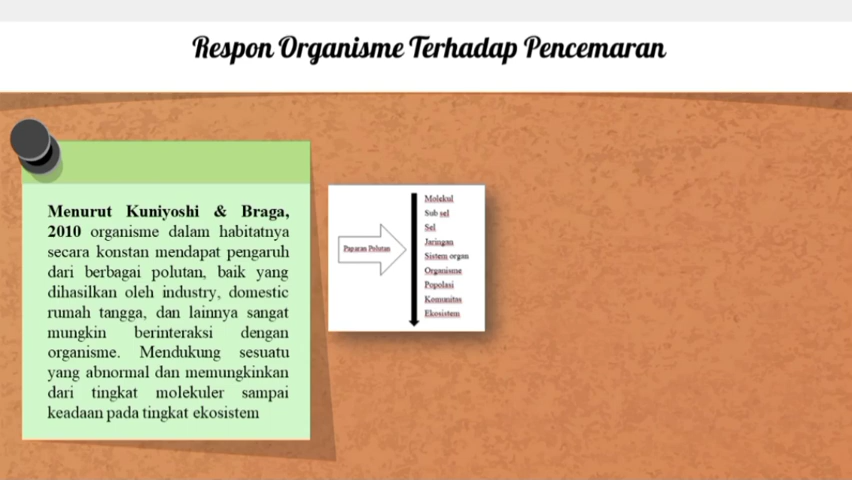 Respon Organisme Terhadap Pencemaran
Menurut Kuniyoshi & Braga,
2010 organisme dalam habitatnya
secara konstan mendapat pengaruh
dari berbagai polutan, baik yang
dihasilkan oleh industry, domestic
rumah tangga, dan lainnya sangat
mungkin berinteraksi dengan
organisme. Mendukung sesuatu
yang abnormal dan memungkinkan
dari tingkat molekuler sampai
keadaan pada tingkat ekosistem
Paparan Polutan
Molekul
Sub sel
Sel
Jaringan
Sistem organ
Organisme
Populasi
Komunitas
Ekosistem